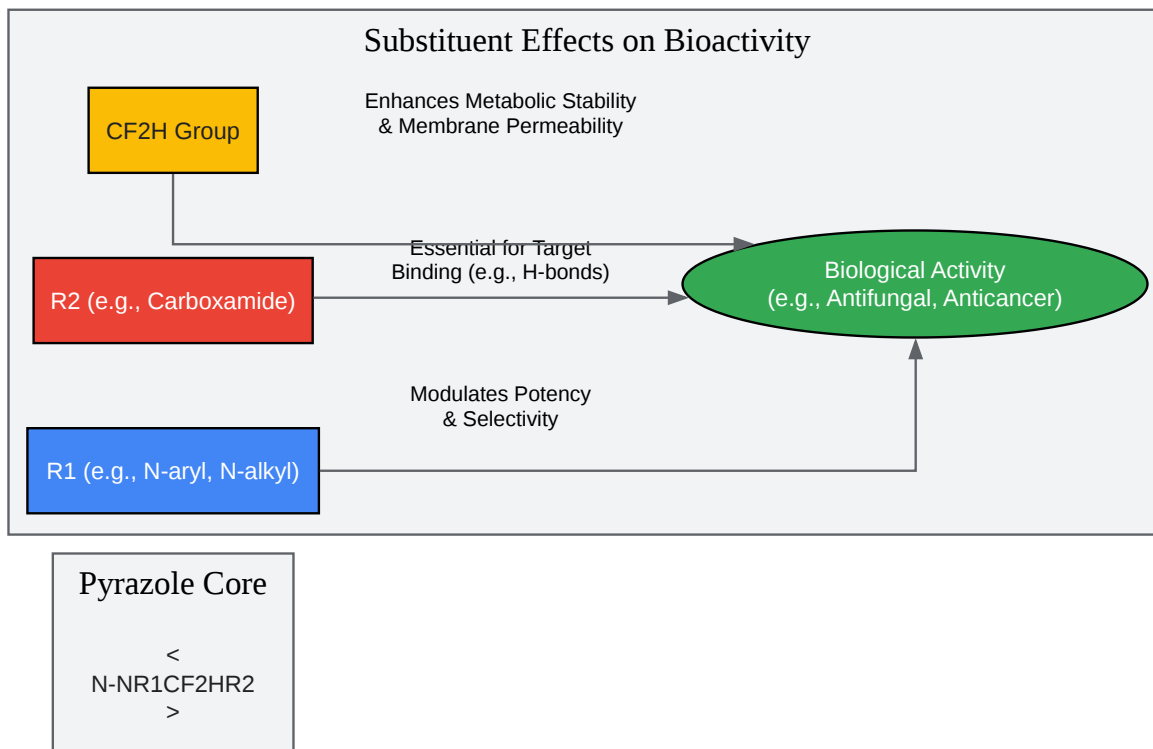 Substituent Effects on Bioactivity
CF2H Group
Enhances Metabolic Stability
& Membrane Permeability
R2 (e.g., Carboxamide)
Essential for Target
Binding (e.g., H-bonds)
Biological Activity
(e.g., Antifungal, Anticancer)
R1 (e.g., N-aryl, N-alkyl)
Modulates Potency
& Selectivity
Pyrazole Core
<
N-NR1CF2HR2
>